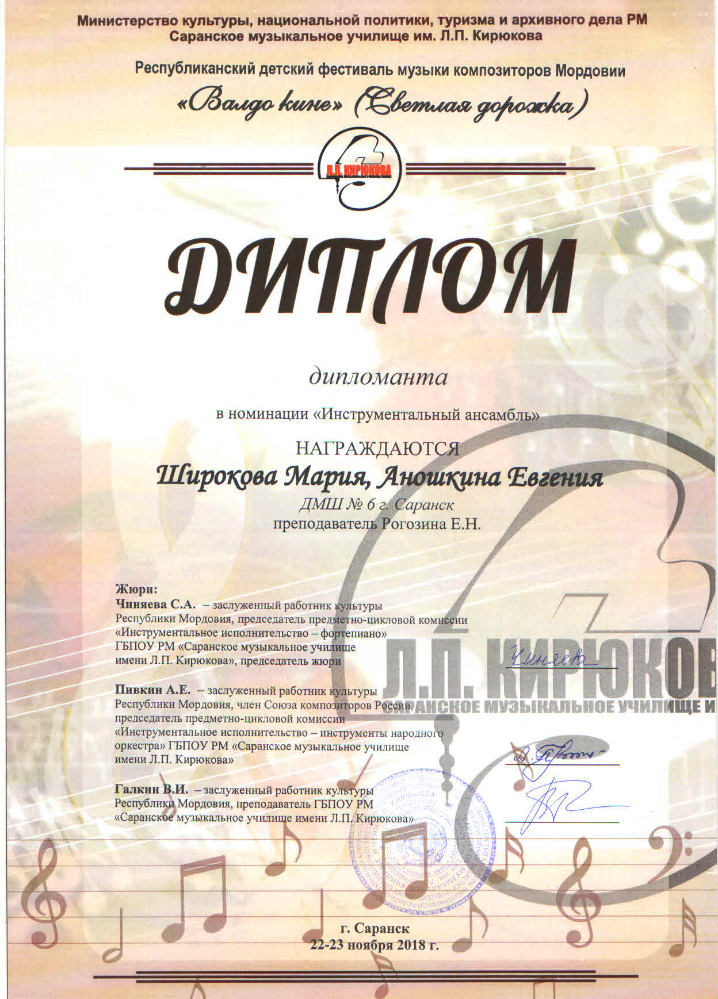 Министерство культуры, национальной политики, туризма и архивного дела РМ
Саранское музыкальное училище им. Л.П. Кирюкова
Республиканский детский фестиваль музыки композиторов Мордовии
«Валдо кине» (Светлая дорожка)
Л.П. КИРЮКОВА
ДИПЛОМ
дипломанта
в номинации «Инструментальный ансамбль»
НАГРАЖДАЮТСЯ
Широкова Мария, Аношкина Евгения
ДМШ № 6 г. Саранск
преподаватель Рогозина Е.Н.
Жюри:
Чиняева С.А. – заслуженный работник культуры
Республики Мордовия, председатель предметно-цикловой комиссии
«Инструментальное исполнительство – фортепиано»
ГБПОУ РМ «Саранское музыкальное училище
имени Л.П. Кирюкова», председатель жюри
Чиняева
Л.П. КИРЮКОВ
САРАНСКОЕ МУЗЫКАЛЬНОЕ УЧИЛИЩЕ И
Пивкин А.Е. – заслуженный работник культуры
Республики Мордовия, член Союза композиторов России,
председатель предметно-цикловой комиссии
«Инструментальное исполнительство – инструменты народного
оркестра» ГБПОУ РМ «Саранское музыкальное училище
имени Л.П. Кирюкова»
Галкин В.И. – заслуженный работник культуры
Республики Мордовия, преподаватель ГБПОУ РМ
«Саранское музыкальное училище имени Л.П. Кирюкова»
г. Саранск
22-23 ноября 2018 г.